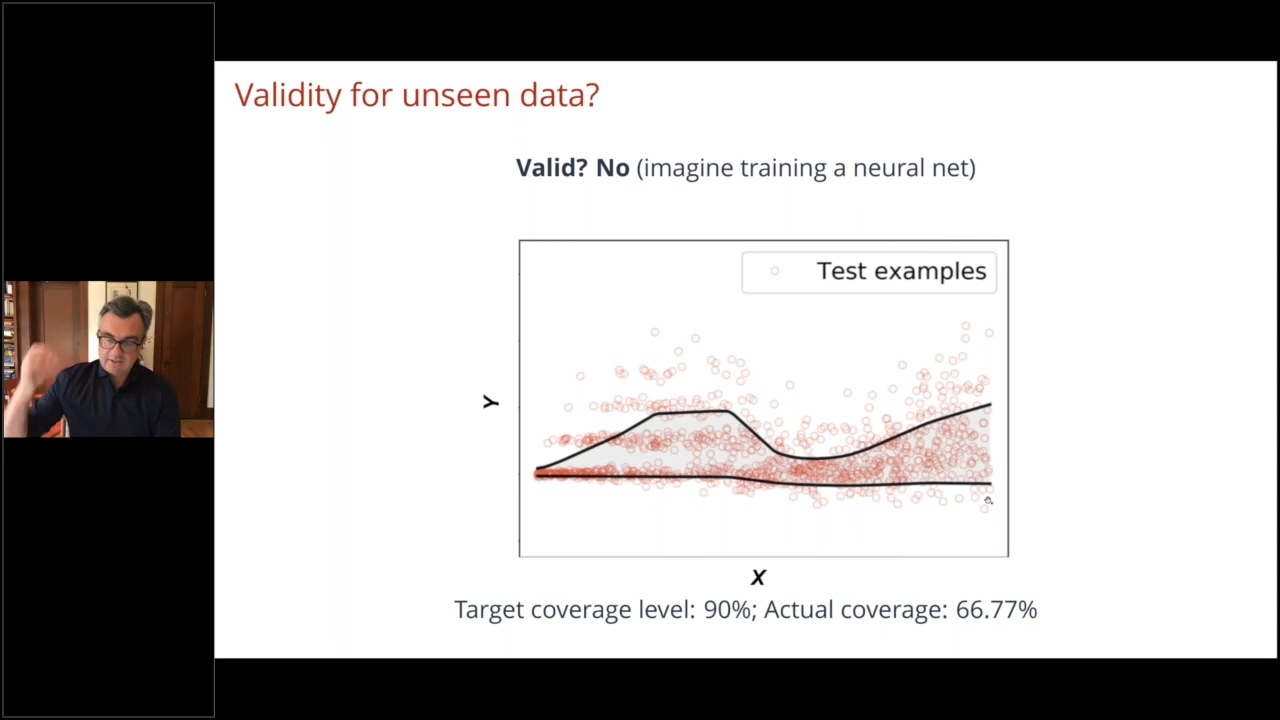 Validity for unseen data?
Valid? No (imagine training a neural net)
Test examples
Y
X
Target coverage level: 90%; Actual coverage: 66.77%